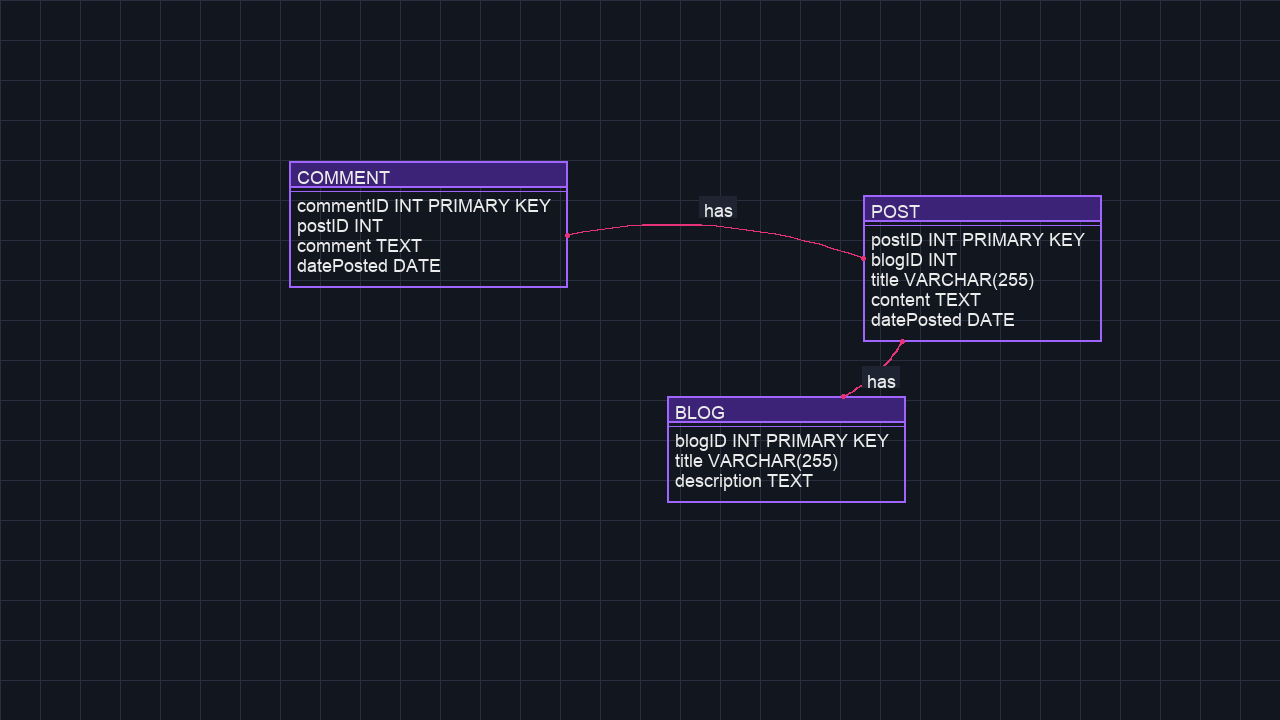 COMMENT
commentID INT PRIMARY KEY
postID INT
comment TEXT
datePosted DATE
has
POST
postID INT PRIMARY KEY
blogID INT
title VARCHAR(255)
content TEXT
datePosted DATE
has
BLOG
blogID INT PRIMARY KEY
title VARCHAR(255)
description TEXT